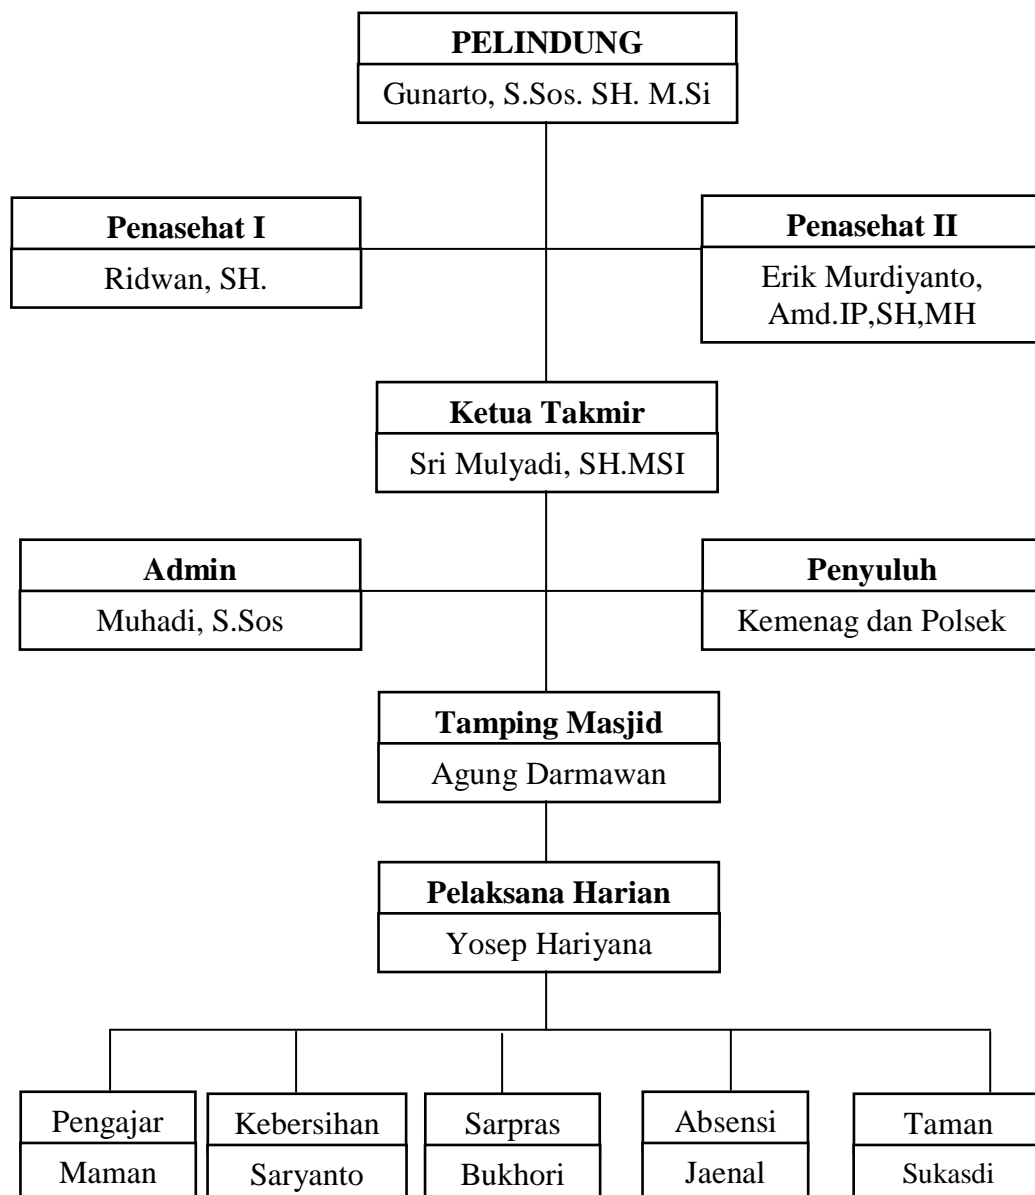 PELINDUNG
Gunarto, S.Sos. SH. M.Si
Penasehat I
Ridwan, SH.
Penasehat II
Erik Murdiyanto,
Amd.IP,SH,MH
Ketua Takmir
Sri Mulyadi, SH.MSI
Admin
Muhadi, S.Sos
Penyuluh
Kemenag dan Polsek
Tamping Masjid
Agung Darmawan
Pelaksana Harian
Yosep Hariyana
Pengajar
Maman
Kebersihan
Saryanto
Sarpras
Bukhori
Absensi
Jaenal
Taman
Sukasdi